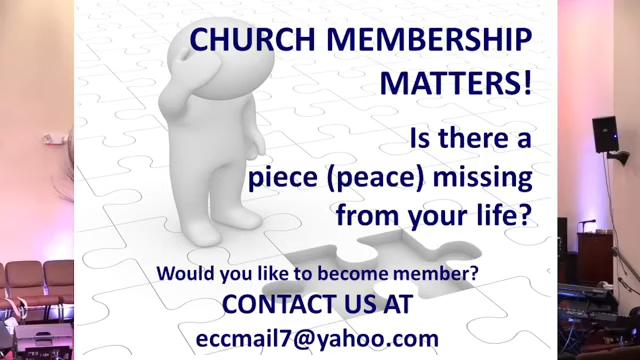 CHURCH MEMBERSHIP
MATTERS!
Is there a
piece (peace) missing
from your life?
Would you like to become member?
CONTACT US AT
eccmail7@yahoo.com